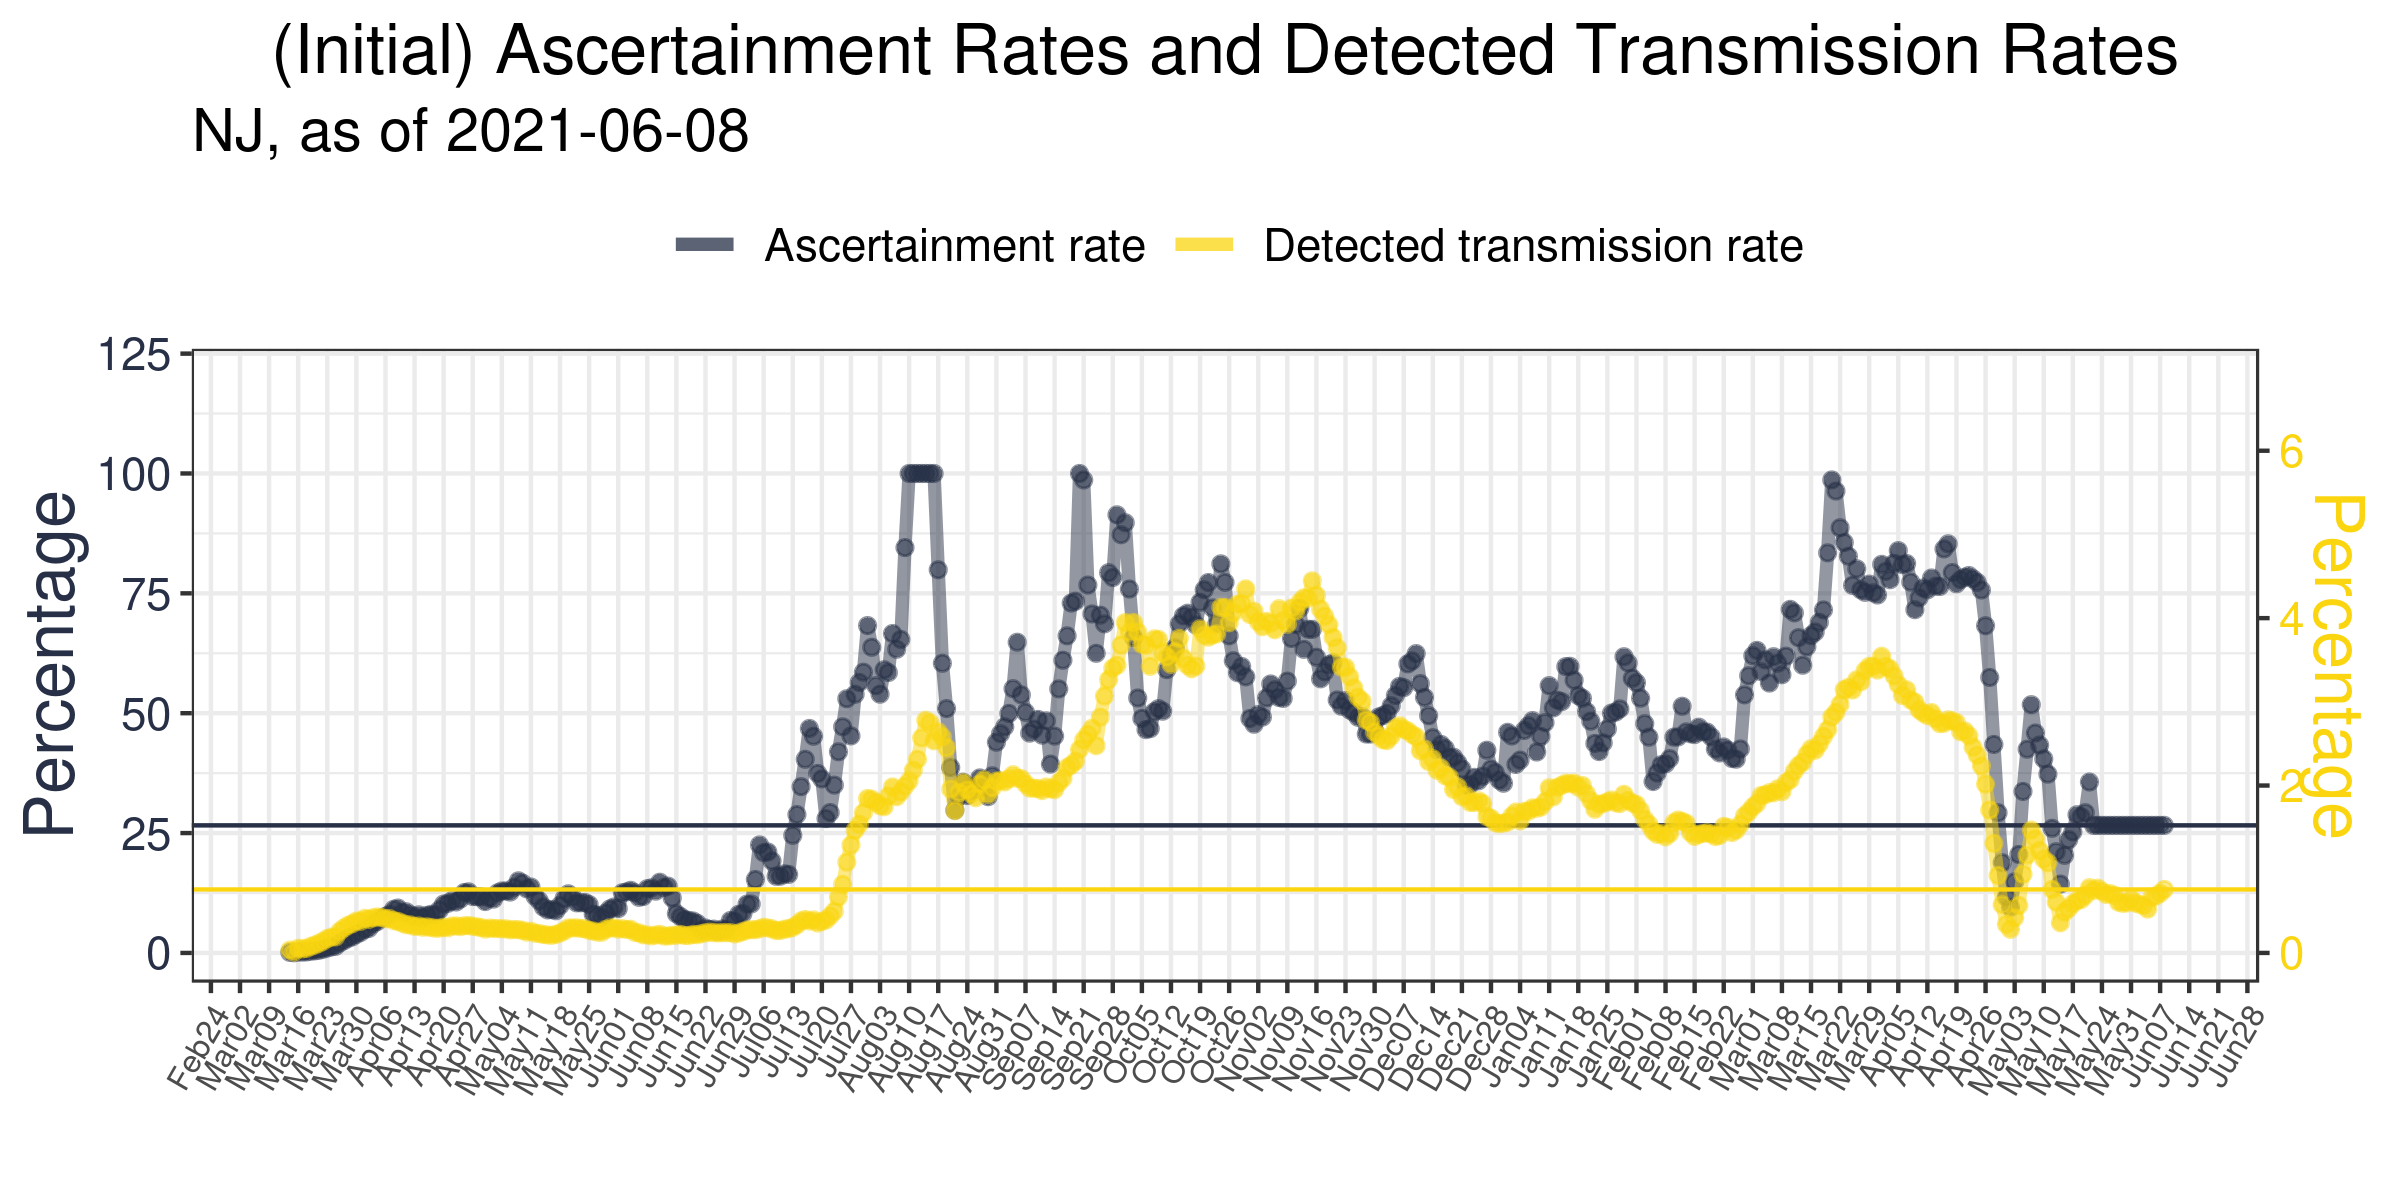 (Initial) Ascertainment Rates and Detected Transmission Rates
NJ, as of 2021-06-08
Ascertainment rate
Detected transmission rate
Percentage
125
100
75
50
25
0
6
4
2
0
Percentage
Feb24
Mar02
Mar09
Mar16
Mar23
Mar30
Apr06
Apr13
Apr20
Apr27
May04
May11
May18
May25
Jun01
Jun08
Jun15
Jun22
Jun29
Jul06
Jul13
Jul20
Jul27
Aug03
Aug10
Aug17
Aug24
Aug31
Sep07
Sep14
Sep21
Sep28
Oct05
Oct12
Oct19
Oct26
Nov02
Nov09
Nov16
Nov23
Nov30
Dec07
Dec14
Dec21
Dec28
Jan04
Jan11
Jan18
Jan25
Feb01
Feb08
Feb15
Feb22
Mar01
Mar08
Mar15
Mar22
Mar29
Apr05
Apr12
Apr19
Apr26
May03
May10
May17
May24
May31
Jun07
Jun14
Jun21
Jun28